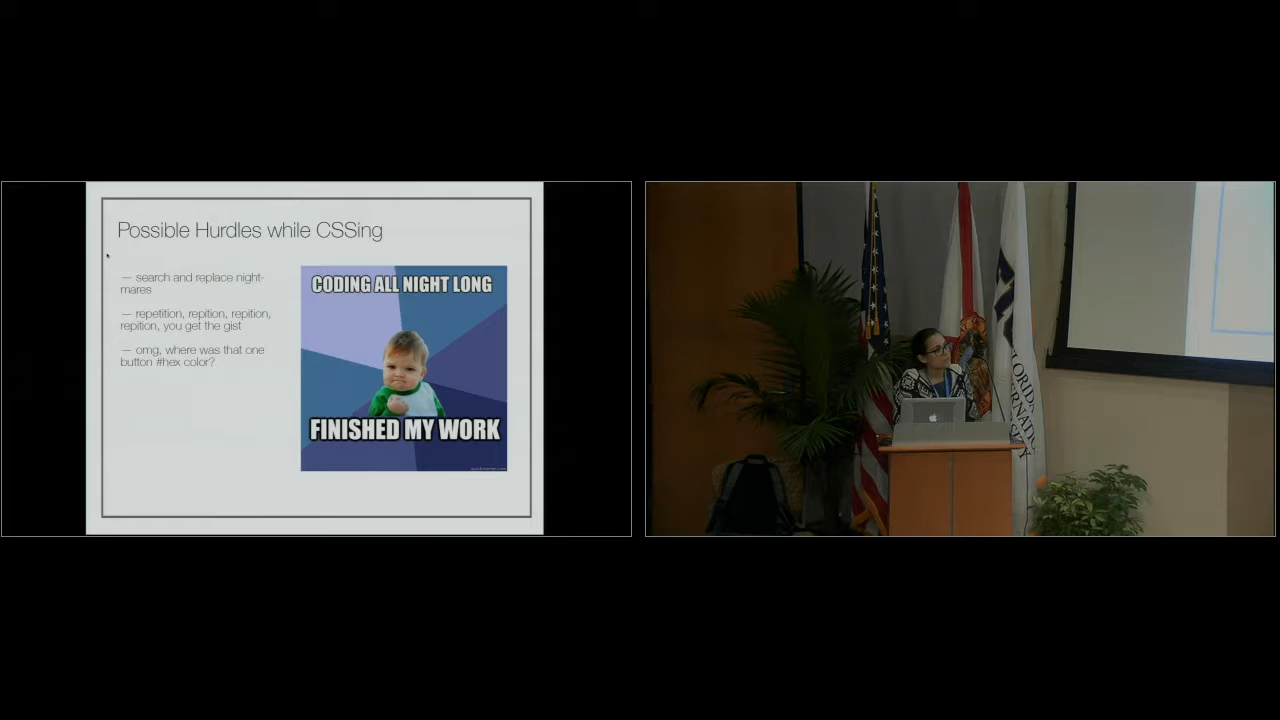 Possible Hurdles while CSSing
— search and replace night-
mares
— repetition, repition, repition,
repition, you get the gist
— omg, where was that one
button #hex color?
CODING ALL NIGHT LONG
FINISHED MY WORK